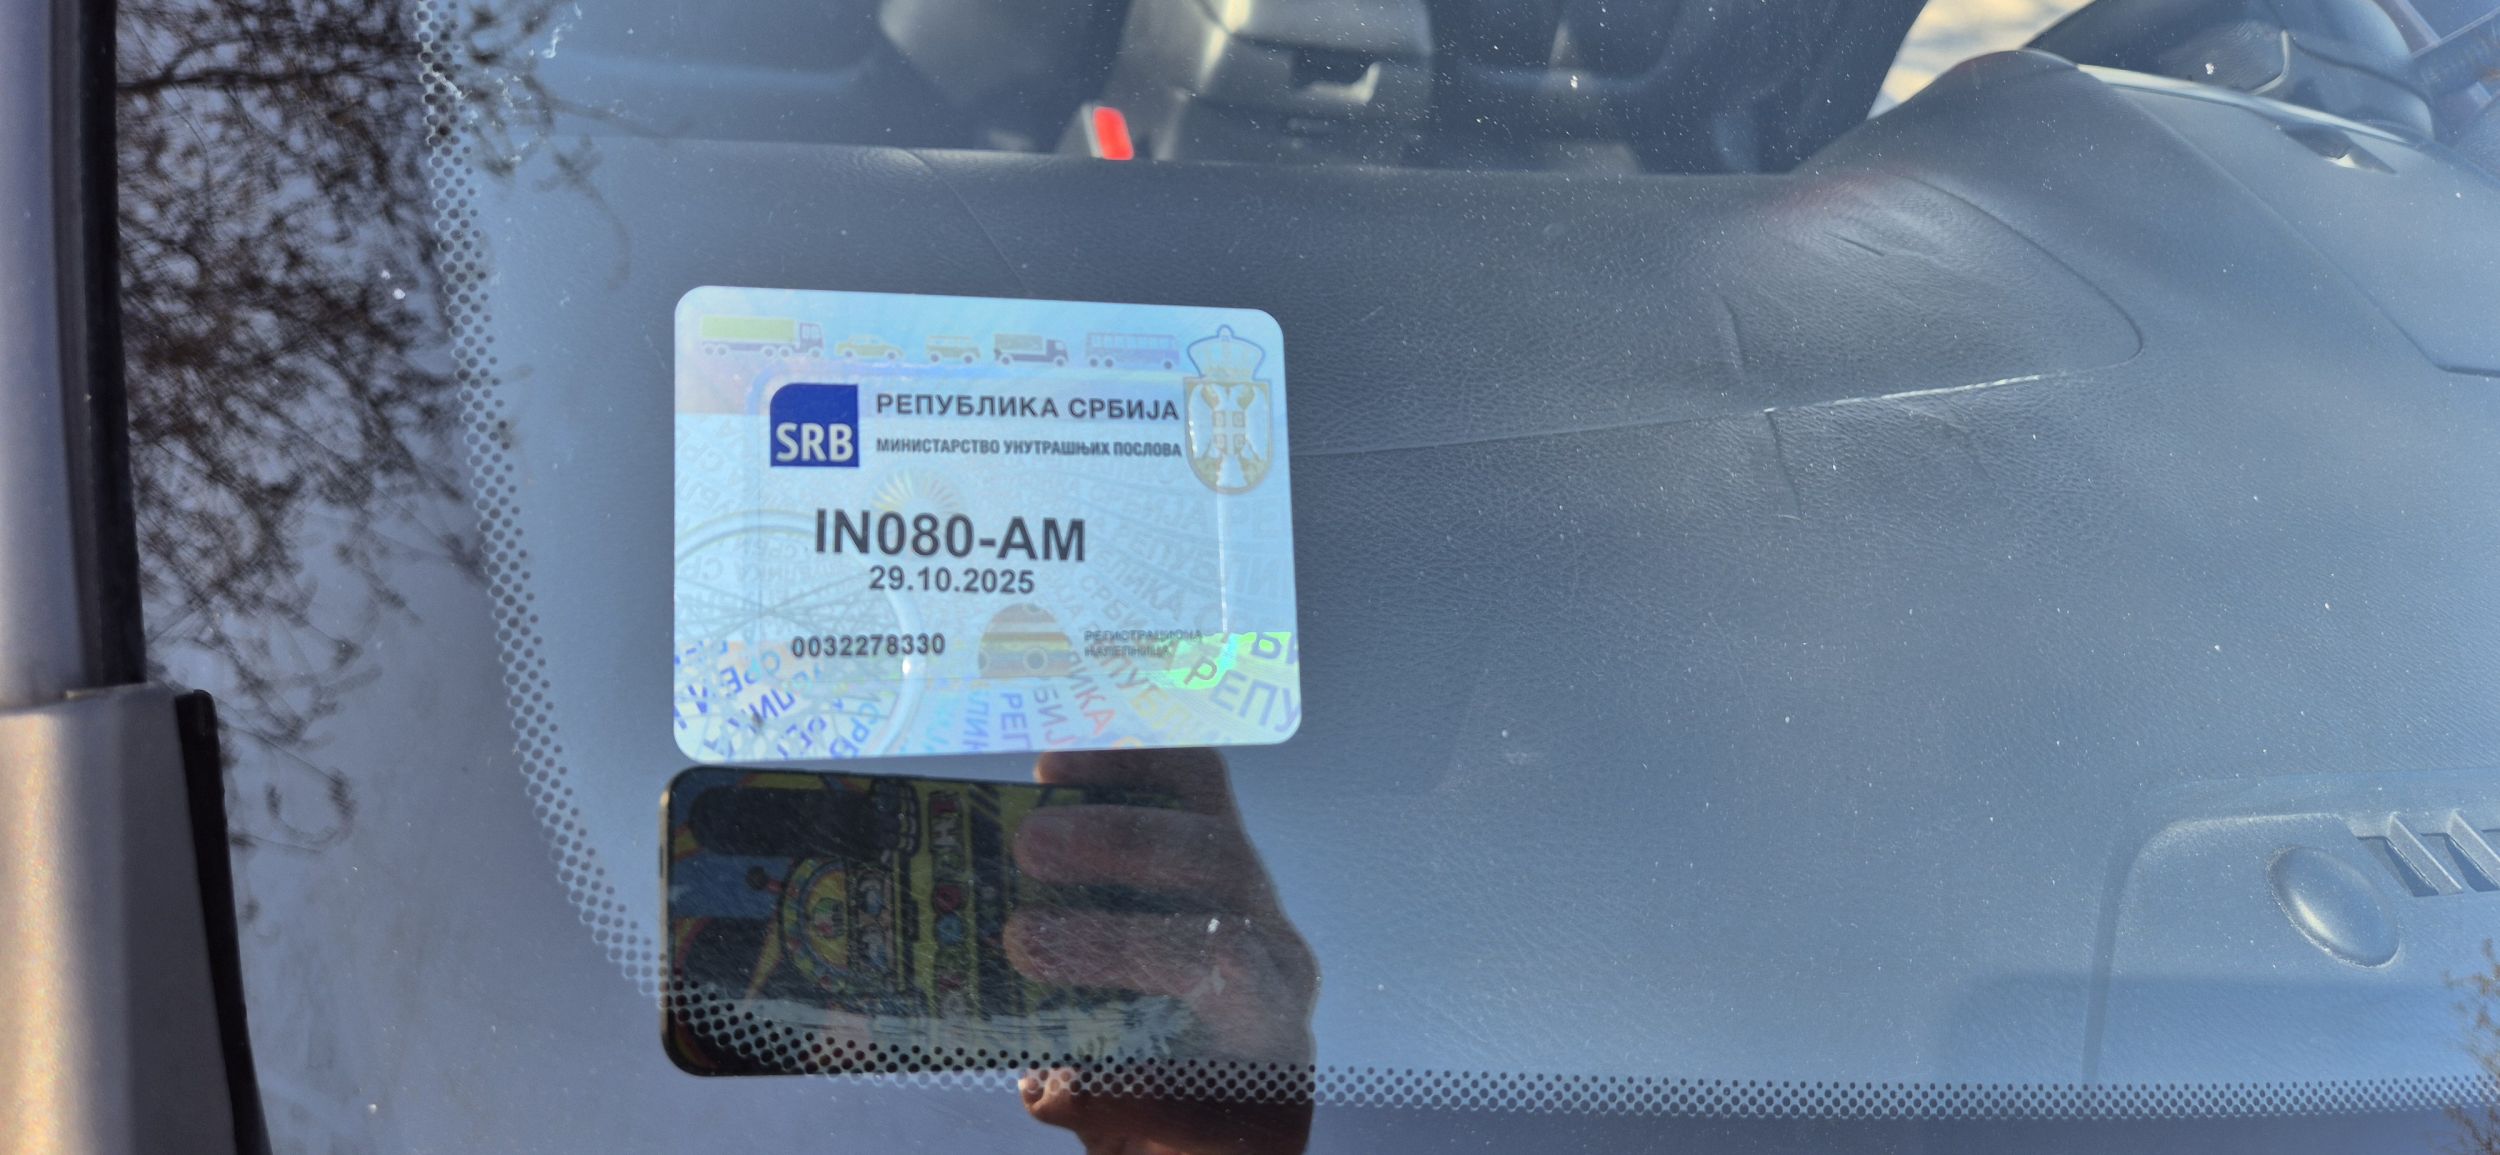 РЕПУБЛИКА СРБИЈА
SRB
МИНИСТАРСТВО УНУТРАШЊИХ ПОСЛОВА
IN080-AM
29.10.2025
0032278330
РЕГИСТРАЦИОНА
НАЛЕПНИЦА